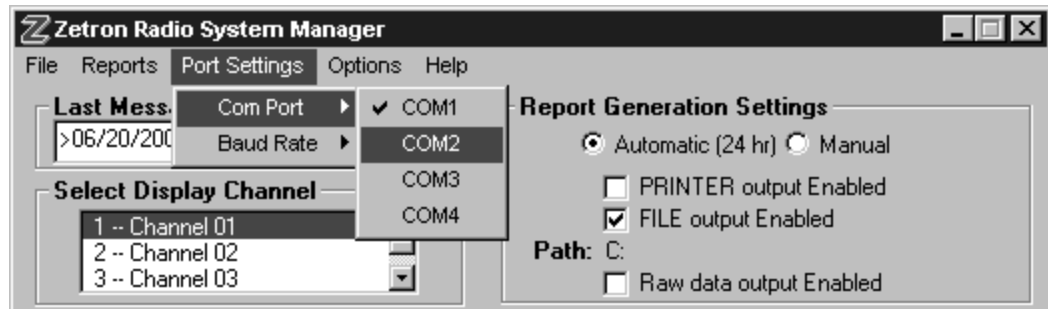 Zetron Radio System Manager
File Reports Port Settings Options Help
Last Mess
>06/20/200
Com Port
Baud Rate
COM1
COM2
COM3
COM4
Select Display Channel
1 -- Channel 01
2 -- Channel 02
3 -- Channel 03
Report Generation Settings
Automatic (24 hr) Manual
PRINTER output Enabled
FILE output Enabled
Path: C:
Raw data output Enabled